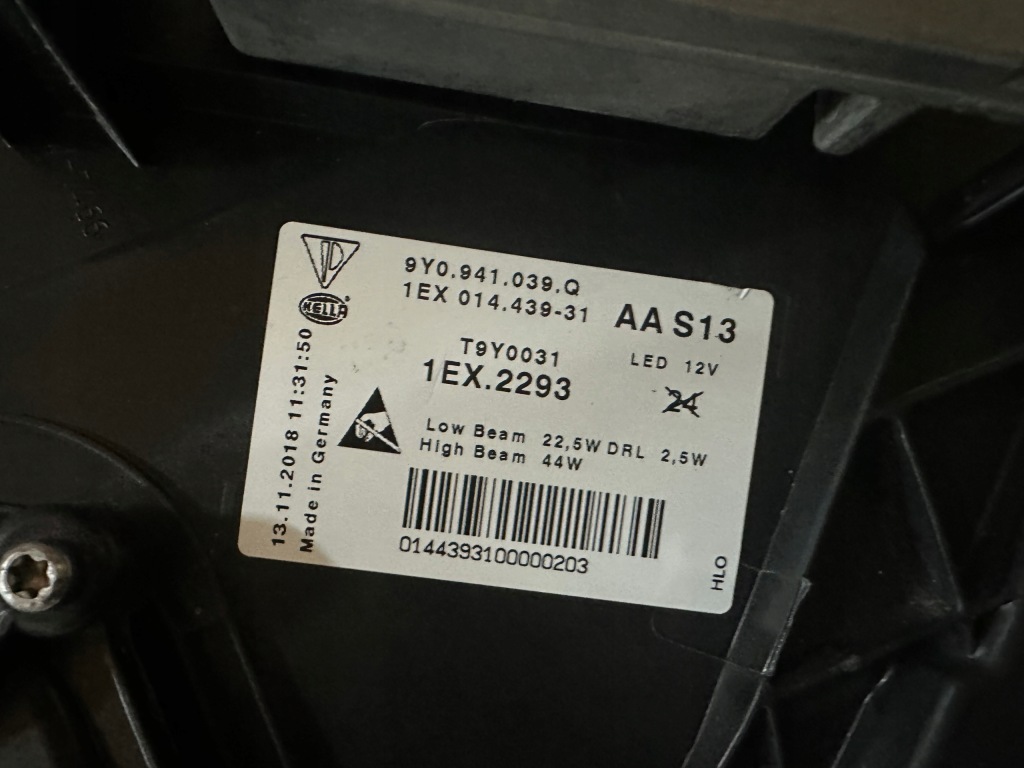 9Y0.941.039.Q
1EX 014.439-31
AA S13
HELLA
T9Y0031
LED 12V
1EX.2293
24
Low Beam 22,5W DRL 2,5W
High Beam 44W
0144393100000203
13.11.2018 11:31:50
Made in Germany
HLO